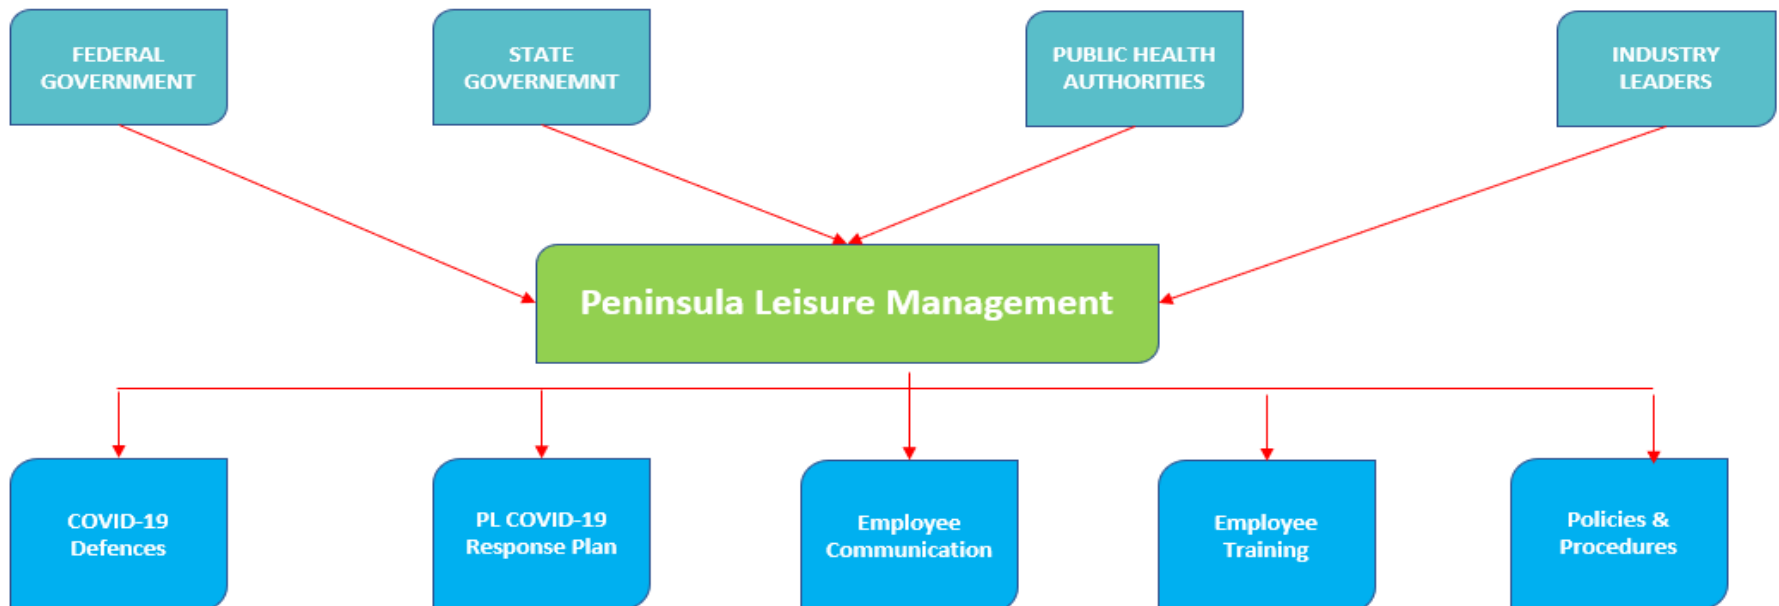 FEDERAL
GOVERNMENT
STATE
GOVERNEMNT
PUBLIC HEALTH
AUTHORITIES
INDUSTRY
LEADERS
Peninsula Leisure Management
COVID-19
Defences
PL COVID-19
Response Plan
Employee
Communication
Employee
Training
Policies &
Procedures